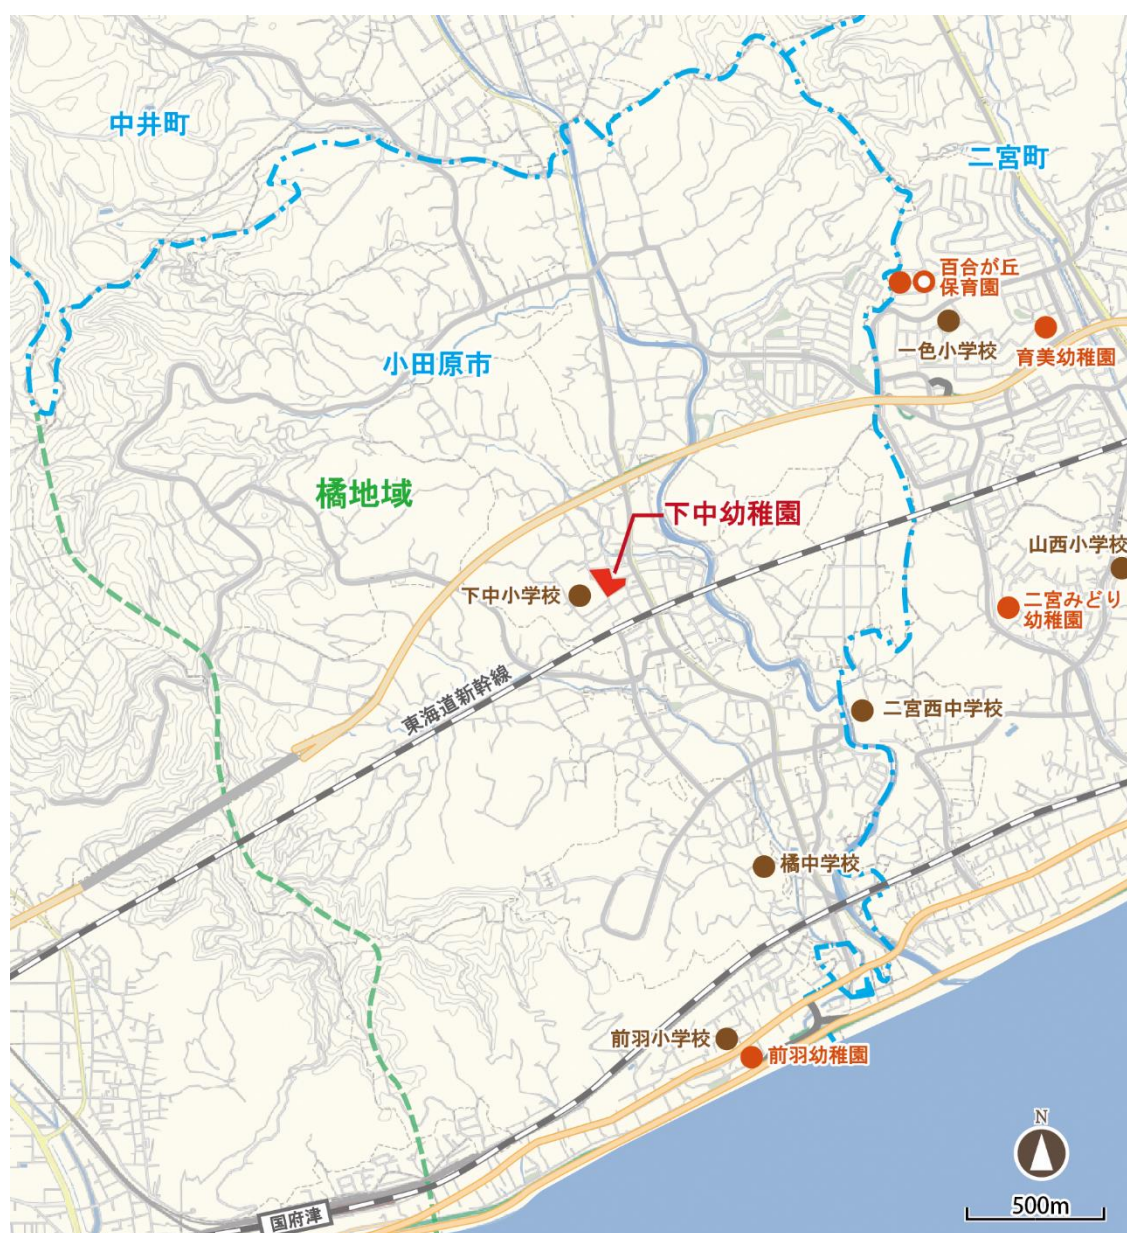 中井町
二宮町
百合が丘
保育園
一色小学校
育美幼稚園
小田原市
橘地域
下中幼稚園
山西小学校
下中小学校
二宮みどり
幼稚園
東海道新幹線
二宮西中学校
橘中学校
前羽小学校
前羽幼稚園
N
500m
国府津